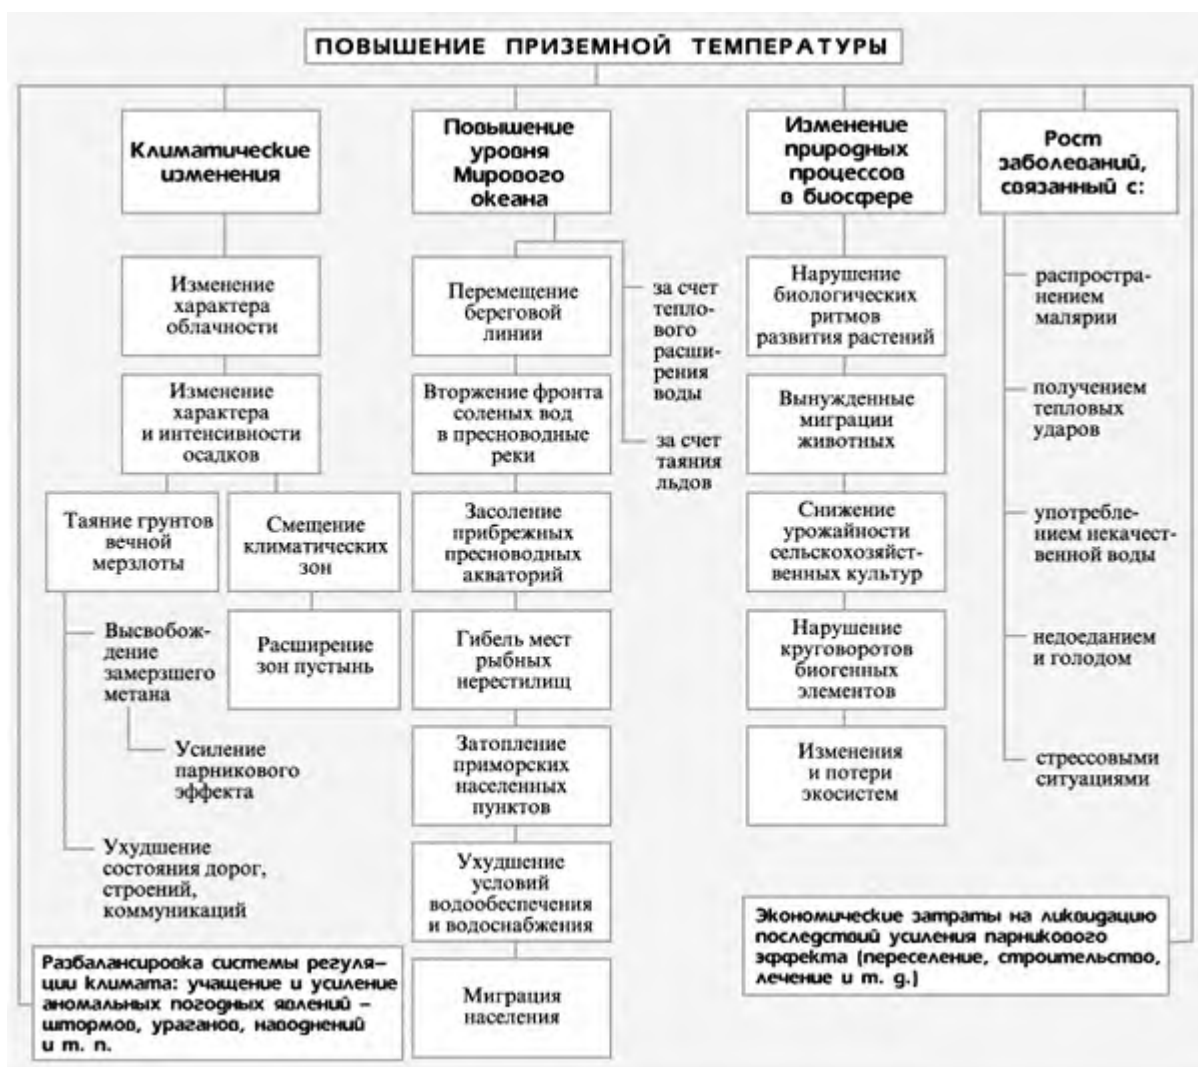 ПОВЫШЕНИЕ ПРИЗЕМНОЙ ТЕМПЕРАТУРЫ
Климатические
изменения
Изменение
характера
облачности
Изменение
характера
и интенсивности
осадков
Таяние грунтов
вечной
мерзлоты
Высвобож-
дение
замерзшего
метана
Усиление
парникового
эффекта
Ухудшение
состояния дорог,
строений,
коммуникаций
Смещение
климатических
зон
Расширение
зон пустынь
Повышение
уровня
Мирового
океана
Перемещение
береговой
линии
Вторжение фронта
соленых вод
в пресноводные
реки
Засоление
прибрежных
пресноводных
акваторий
Гибель мест
рыбных
нерестилищ
Затопление
приморских
населенных
пунктов
Ухудшение
условий
водообеспечения
и водоснабжения
Миграция
населения
за счет
тепло-
вого
расши-
рения
воды
за счет
таяния
льдов
Изменение
природных
процессов
в биосфере
Нарушение
биологических
ритмов
развития растений
Вынужденные
миграции
животных
Снижение
урожайности
сельскохозяйст-
венных культур
Нарушение
круговоротов
биогенных
элементов
Изменения
и потери
экосистем
Рост
заболеваний,
связанный с:
распростра-
нением
малярии
получением
тепловых
ударов
употребле-
нием некачест-
венной воды
недоеданием
и голодом
стрессовыми
ситуациями
Разбалансировка системы регуля-
ции климата: учащение и усиление
аномальных погодных явлений –
штормов, ураганов, наводнений
и т. п.
Экономические затраты на ликвидацию
последствий усиления парникового
эффекта (переселение, строительство,
лечение и т. д.)